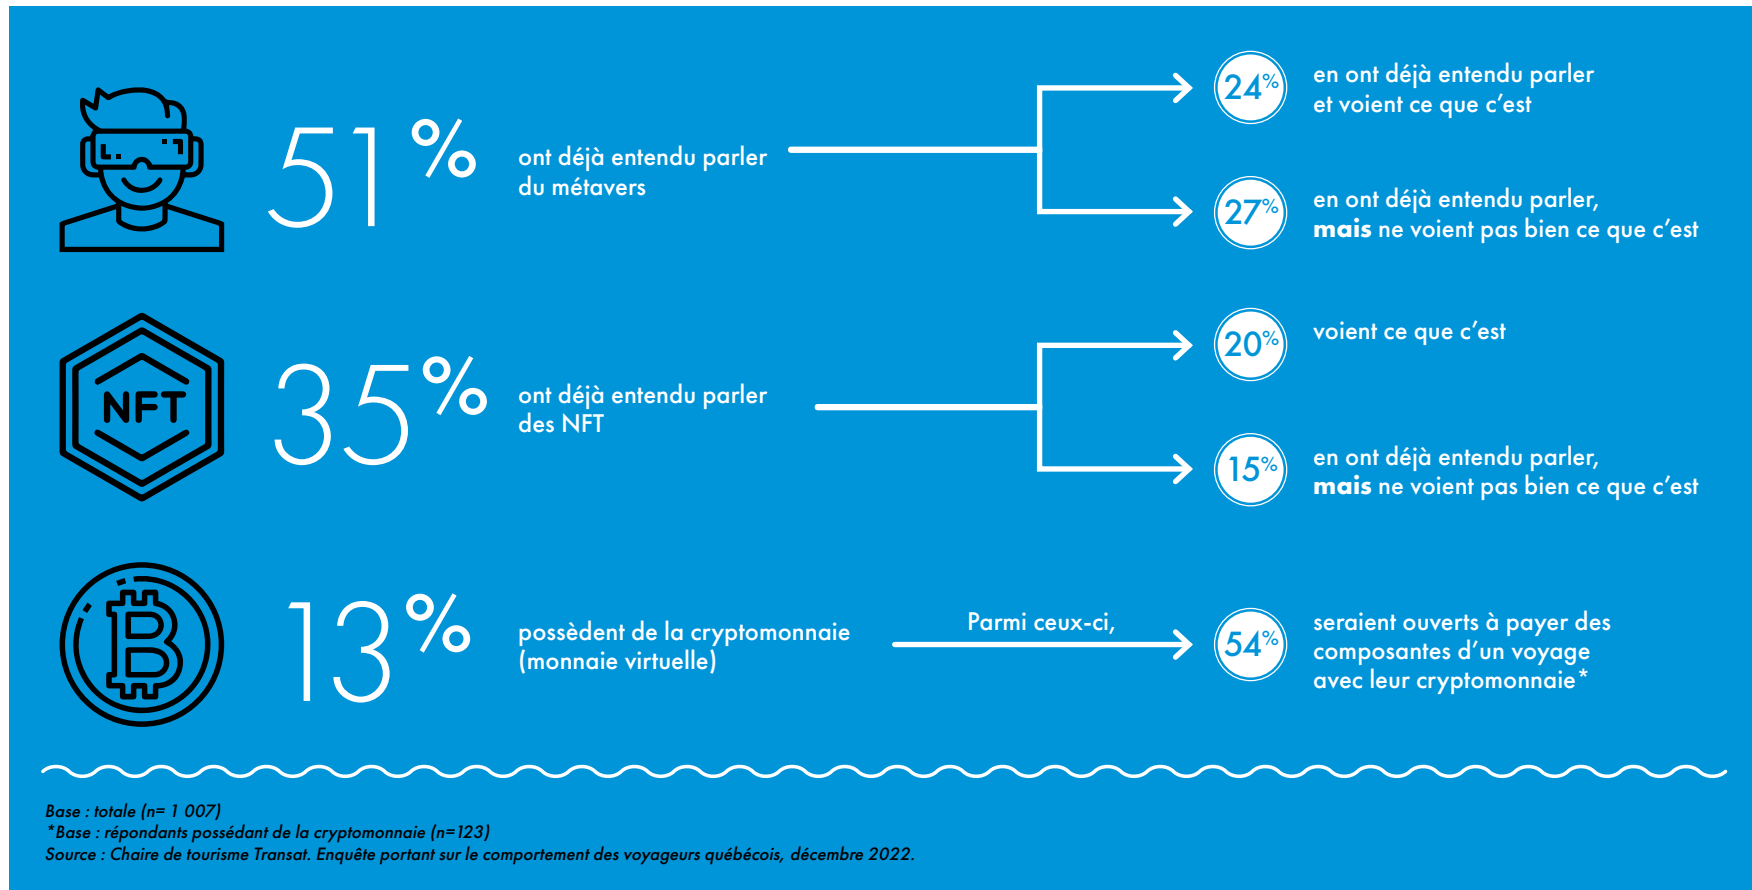 51%
ont déjà entendu parler
du métavers
24%
en ont déjà entendu parler
et voient ce que c’est
27%
en ont déjà entendu parler,
mais ne voient pas bien ce que c’est
NFT
35%
ont déjà entendu parler
des NFT
20%
voient ce que c’est
15%
en ont déjà entendu parler,
mais ne voient pas bien ce que c’est
13%
possèdent de la cryptomonnaie
(monnaie virtuelle)
Parmi ceux-ci,
54%
seraient ouverts à payer des
composantes d’un voyage
avec leur cryptomonnaie*
Base : totale (n= 1 007)
*Base : répondants possédant de la cryptomonnaie (n=123)
Source : Chaire de tourisme Transat. Enquête portant sur le comportement des voyageurs québécois, décembre 2022.